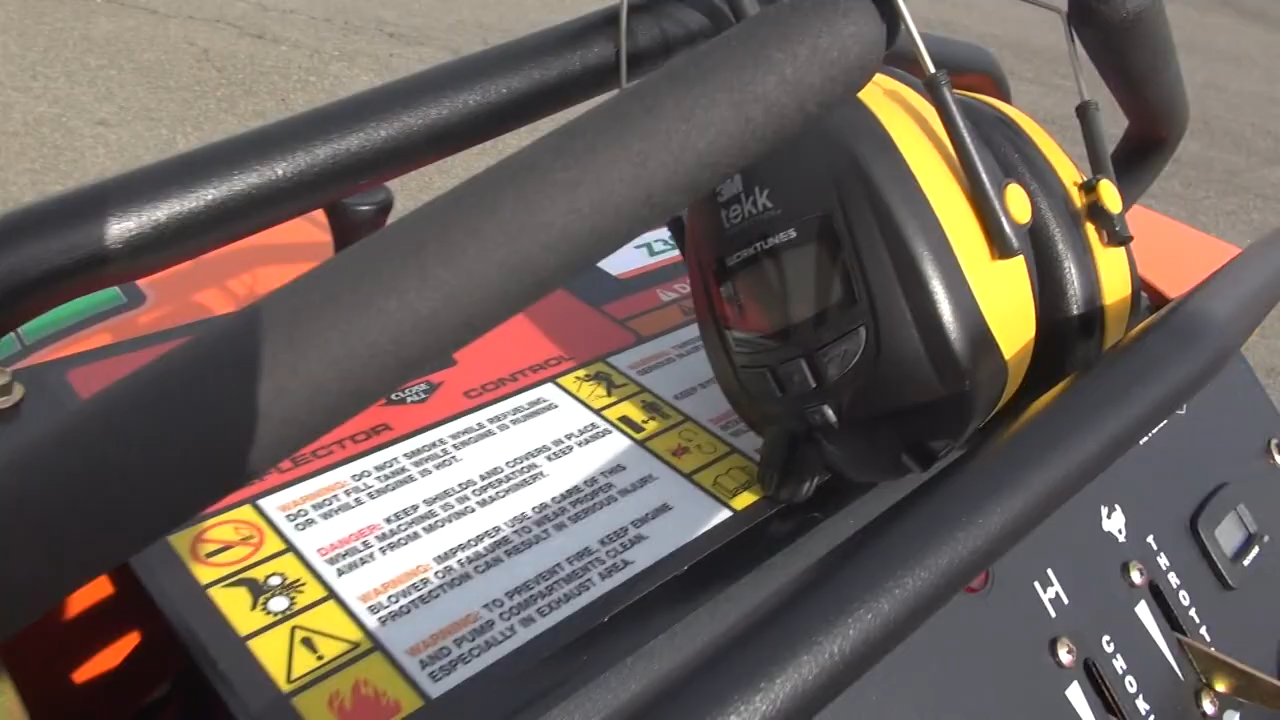 3M
tekk
WORKTUNES
CLOSE
ALL
CONTROL
WARNING: DO NOT SMOKE WHILE REFUELING.
DO NOT FILL TANK WHILE ENGINE IS RUNNING
OR WHILE ENGINE IS HOT.
DANGER: KEEP SHIELDS AND COVERS IN PLACE
WHILE MACHINE IS IN OPERATION. KEEP HANDS
AWAY FROM MOVING MACHINERY.
WARNING: IMPROPER USE OR CARE OF THIS
BLOWER OR FAILURE TO WEAR PROPER
PROTECTION CAN RESULT IN SERIOUS INJURY.
WARNING: TO PREVENT FIRE, KEEP ENGINE
AND PUMP COMPARTMENTS CLEAN,
ESPECIALLY IN EXHAUST AREA.
WARNING:
SERIOUS
THROTT
CHOK